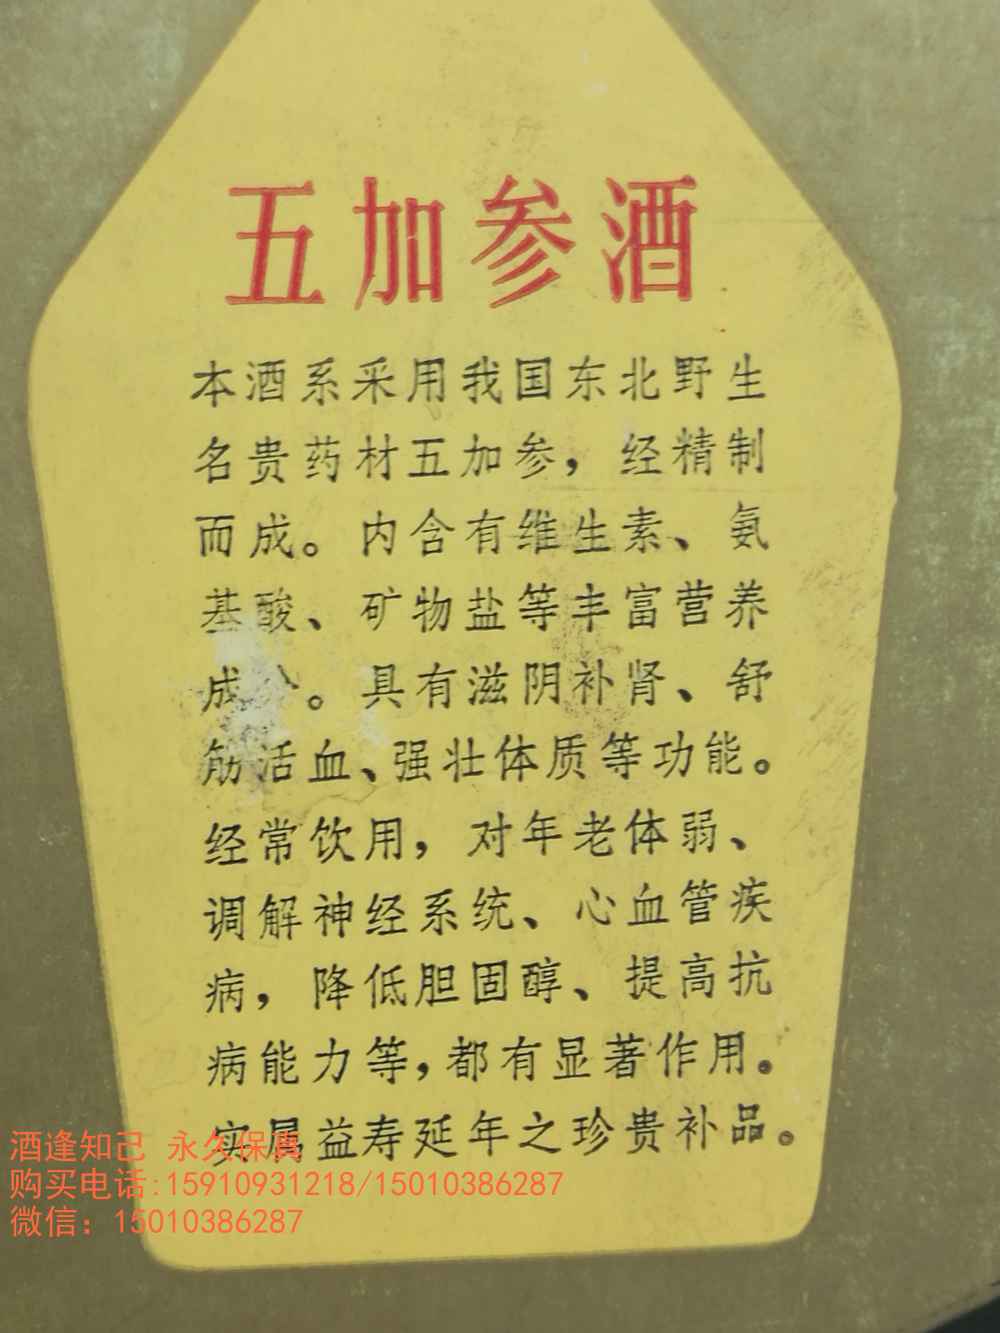 五加参酒
本酒系采用我国东北野生
名贵药材五加参，经精制
而成。内含有维生素、氨
基酸、矿物盐等丰富营养
成分。具有滋阴补肾、舒
筋活血、强壮体质等功能。
经常饮用，对年老体弱、
调解神经系统、心血管疾
病，降低胆固醇、提高抗
病能力等，都有显著作用。
实属益寿延年之珍贵补品。
酒逢知己 永久保真
购买电话:15910931218/15010386287
微信：15010386287